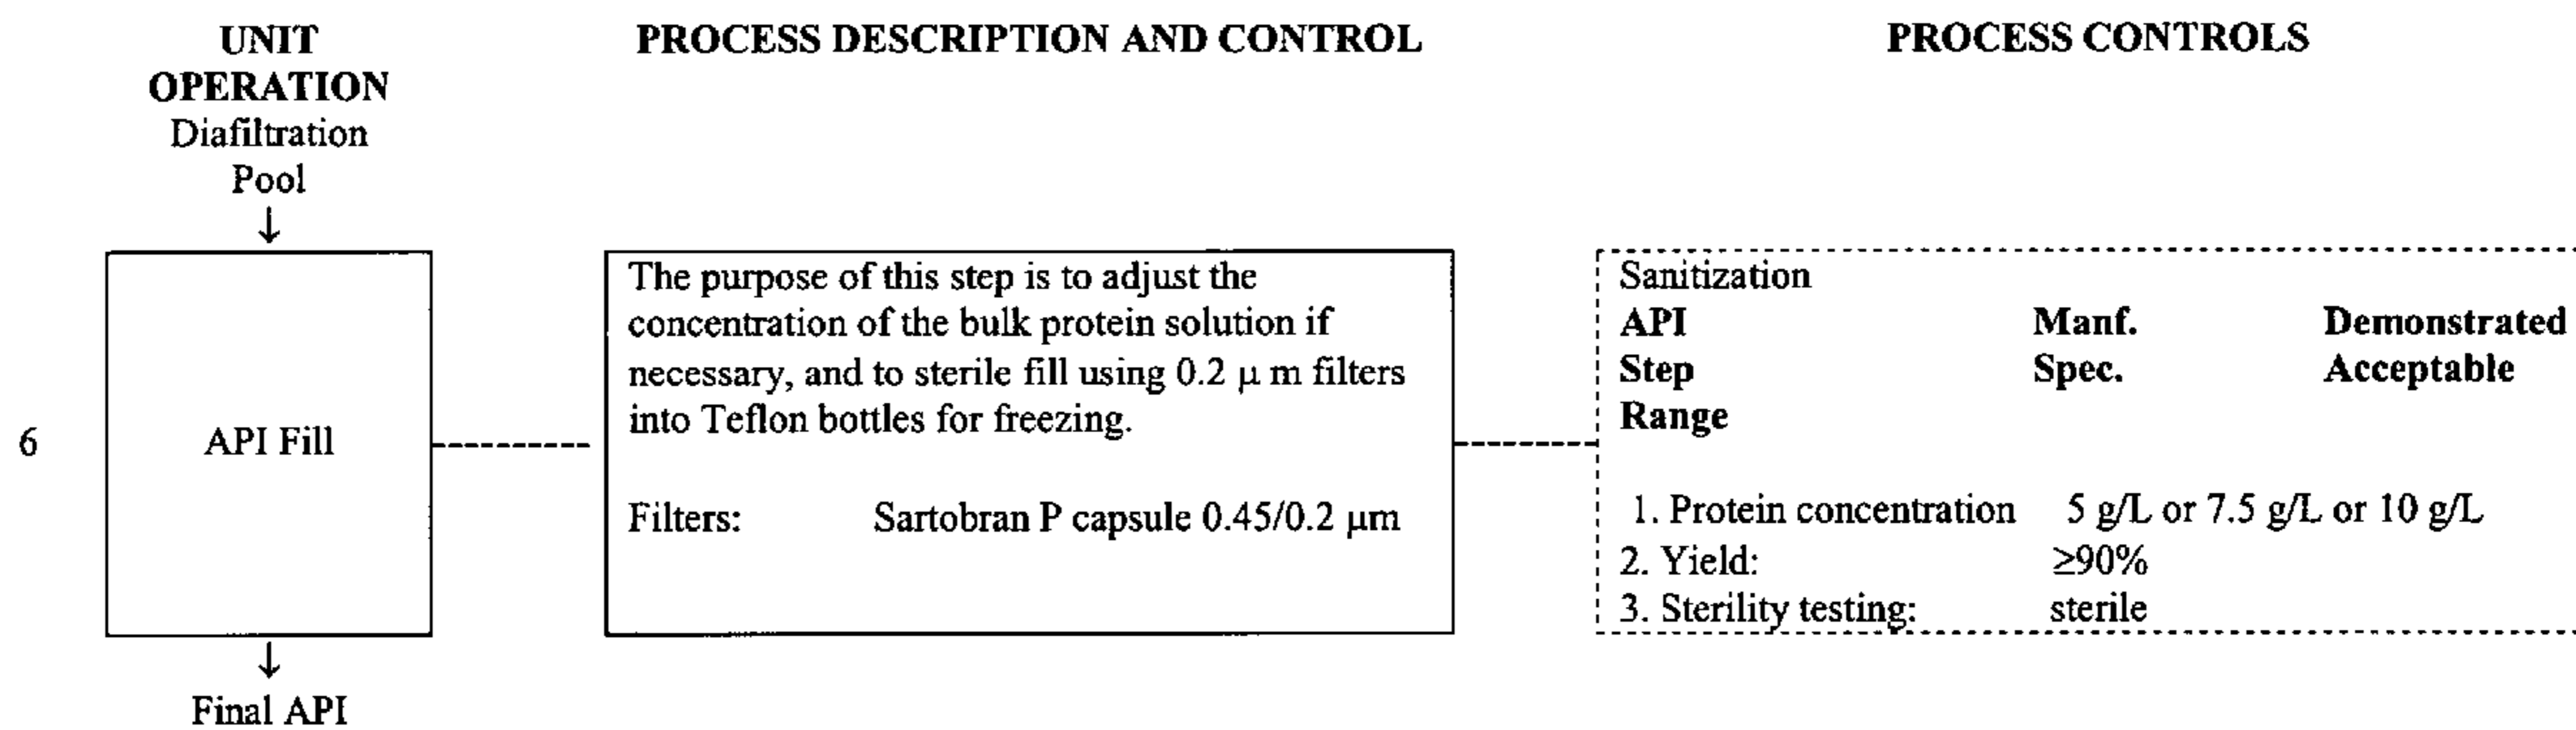 UNIT
OPERATION
PROCESS DESCRIPTION AND CONTROL
PROCESS CONTROLS
Diafiltration
Pool
↓
6
API Fill
The purpose of this step is to adjust the
concentration of the bulk protein solution if
necessary, and to sterile fill using 0.2 μ m filters
into Teflon bottles for freezing.
Filters: Sartobran P capsule 0.45/0.2 μm
Sanitization
API Manf. Demonstrated
Step Spec. Acceptable
Range
1. Protein concentration 5 g/L or 7.5 g/L or 10 g/L
2. Yield: ≥90%
3. Sterility testing: sterile
↓
Final API